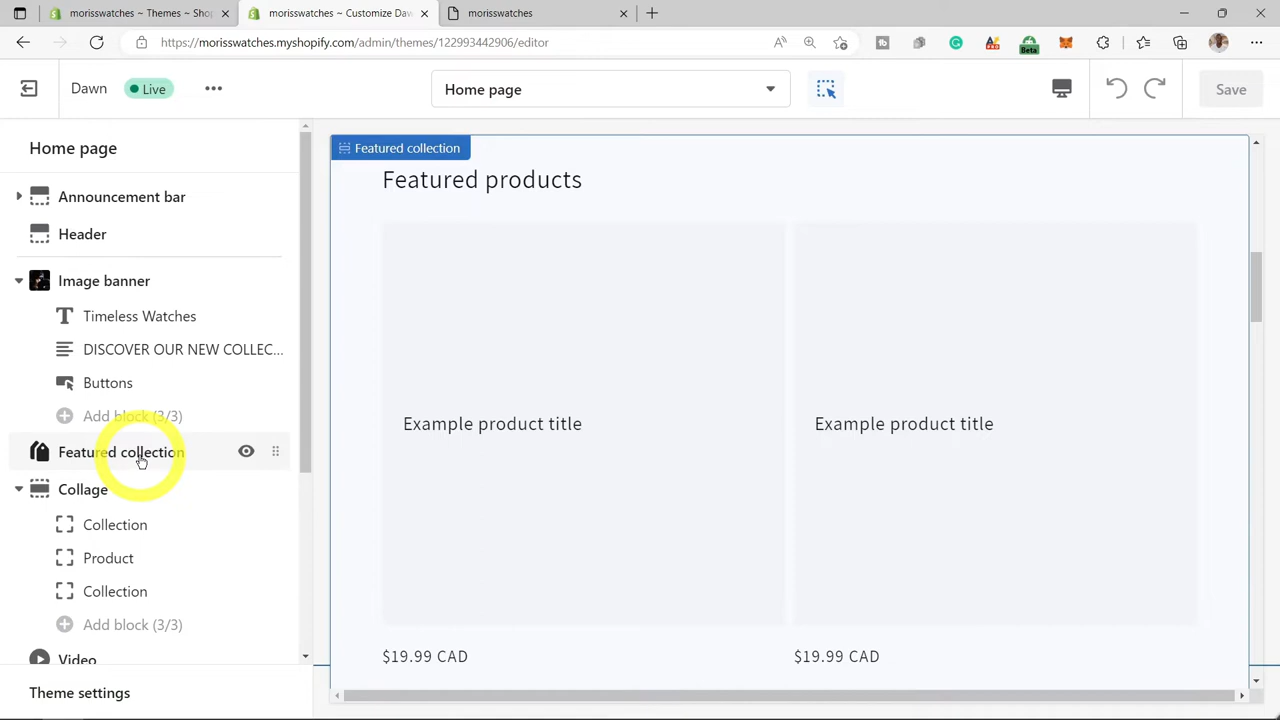 morisswatches ~ Themes ~ Shop
morisswatches ~ Customize Daw
morisswatches
https://morisswatches.myshopify.com/admin/themes/122993442906/editor
Beta
Dawn
Live
Home page
Save
Home page
Announcement bar
Header
Image banner
Timeless Watches
DISCOVER OUR NEW COLLEC...
Buttons
Add block (3/3)
Featured collection
Collage
Collection
Product
Collection
Add block (3/3)
Video
Theme settings
Featured collection
Featured products
Example product title
Example product title
$19.99 CAD
$19.99 CAD